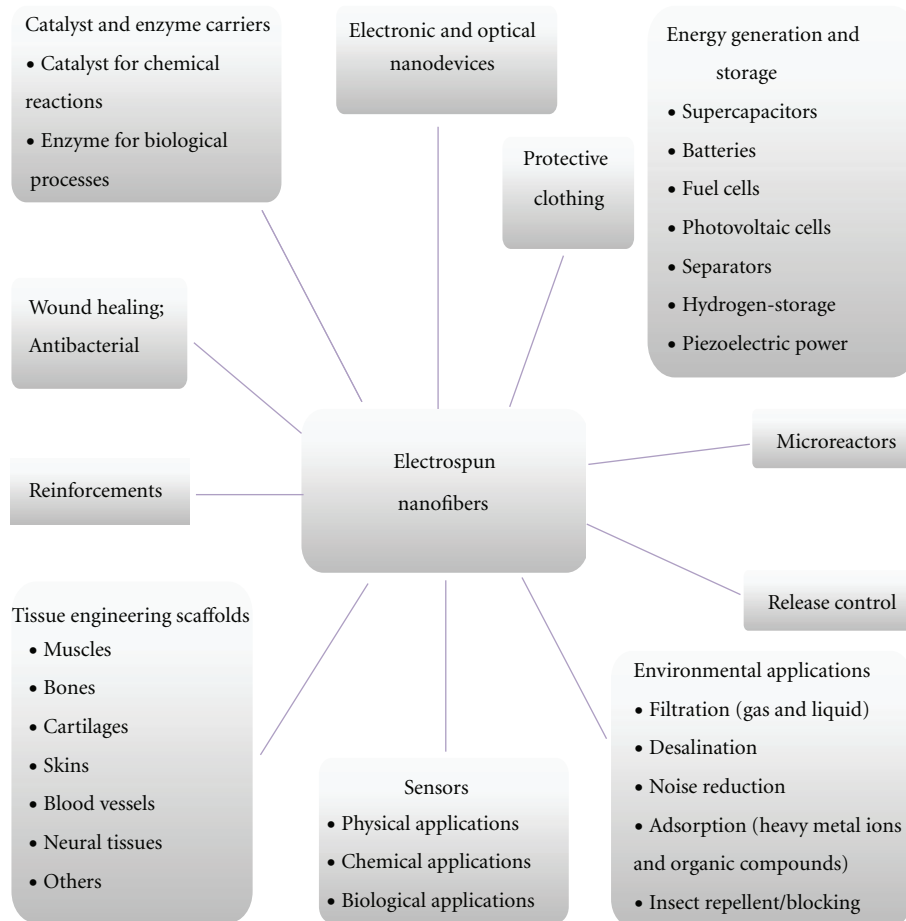 Catalyst and enzyme carriers
• Catalyst for chemical
reactions
• Enzyme for biological
processes
Electronic and optical
nanodevices
Energy generation and
storage
• Supercapacitors
• Batteries
• Fuel cells
• Photovoltaic cells
• Separators
• Hydrogen-storage
• Piezoelectric power
Protective
clothing
Wound healing;
Antibacterial
Electrospun
nanofibers
Microreactors
Reinforcements
Release control
Tissue engineering scaffolds
• Muscles
• Bones
• Cartilages
• Skins
• Blood vessels
• Neural tissues
• Others
Sensors
• Physical applications
• Chemical applications
• Biological applications
Environmental applications
• Filtration (gas and liquid)
• Desalination
• Noise reduction
• Adsorption (heavy metal ions
and organic compounds)
• Insect repellent/blocking